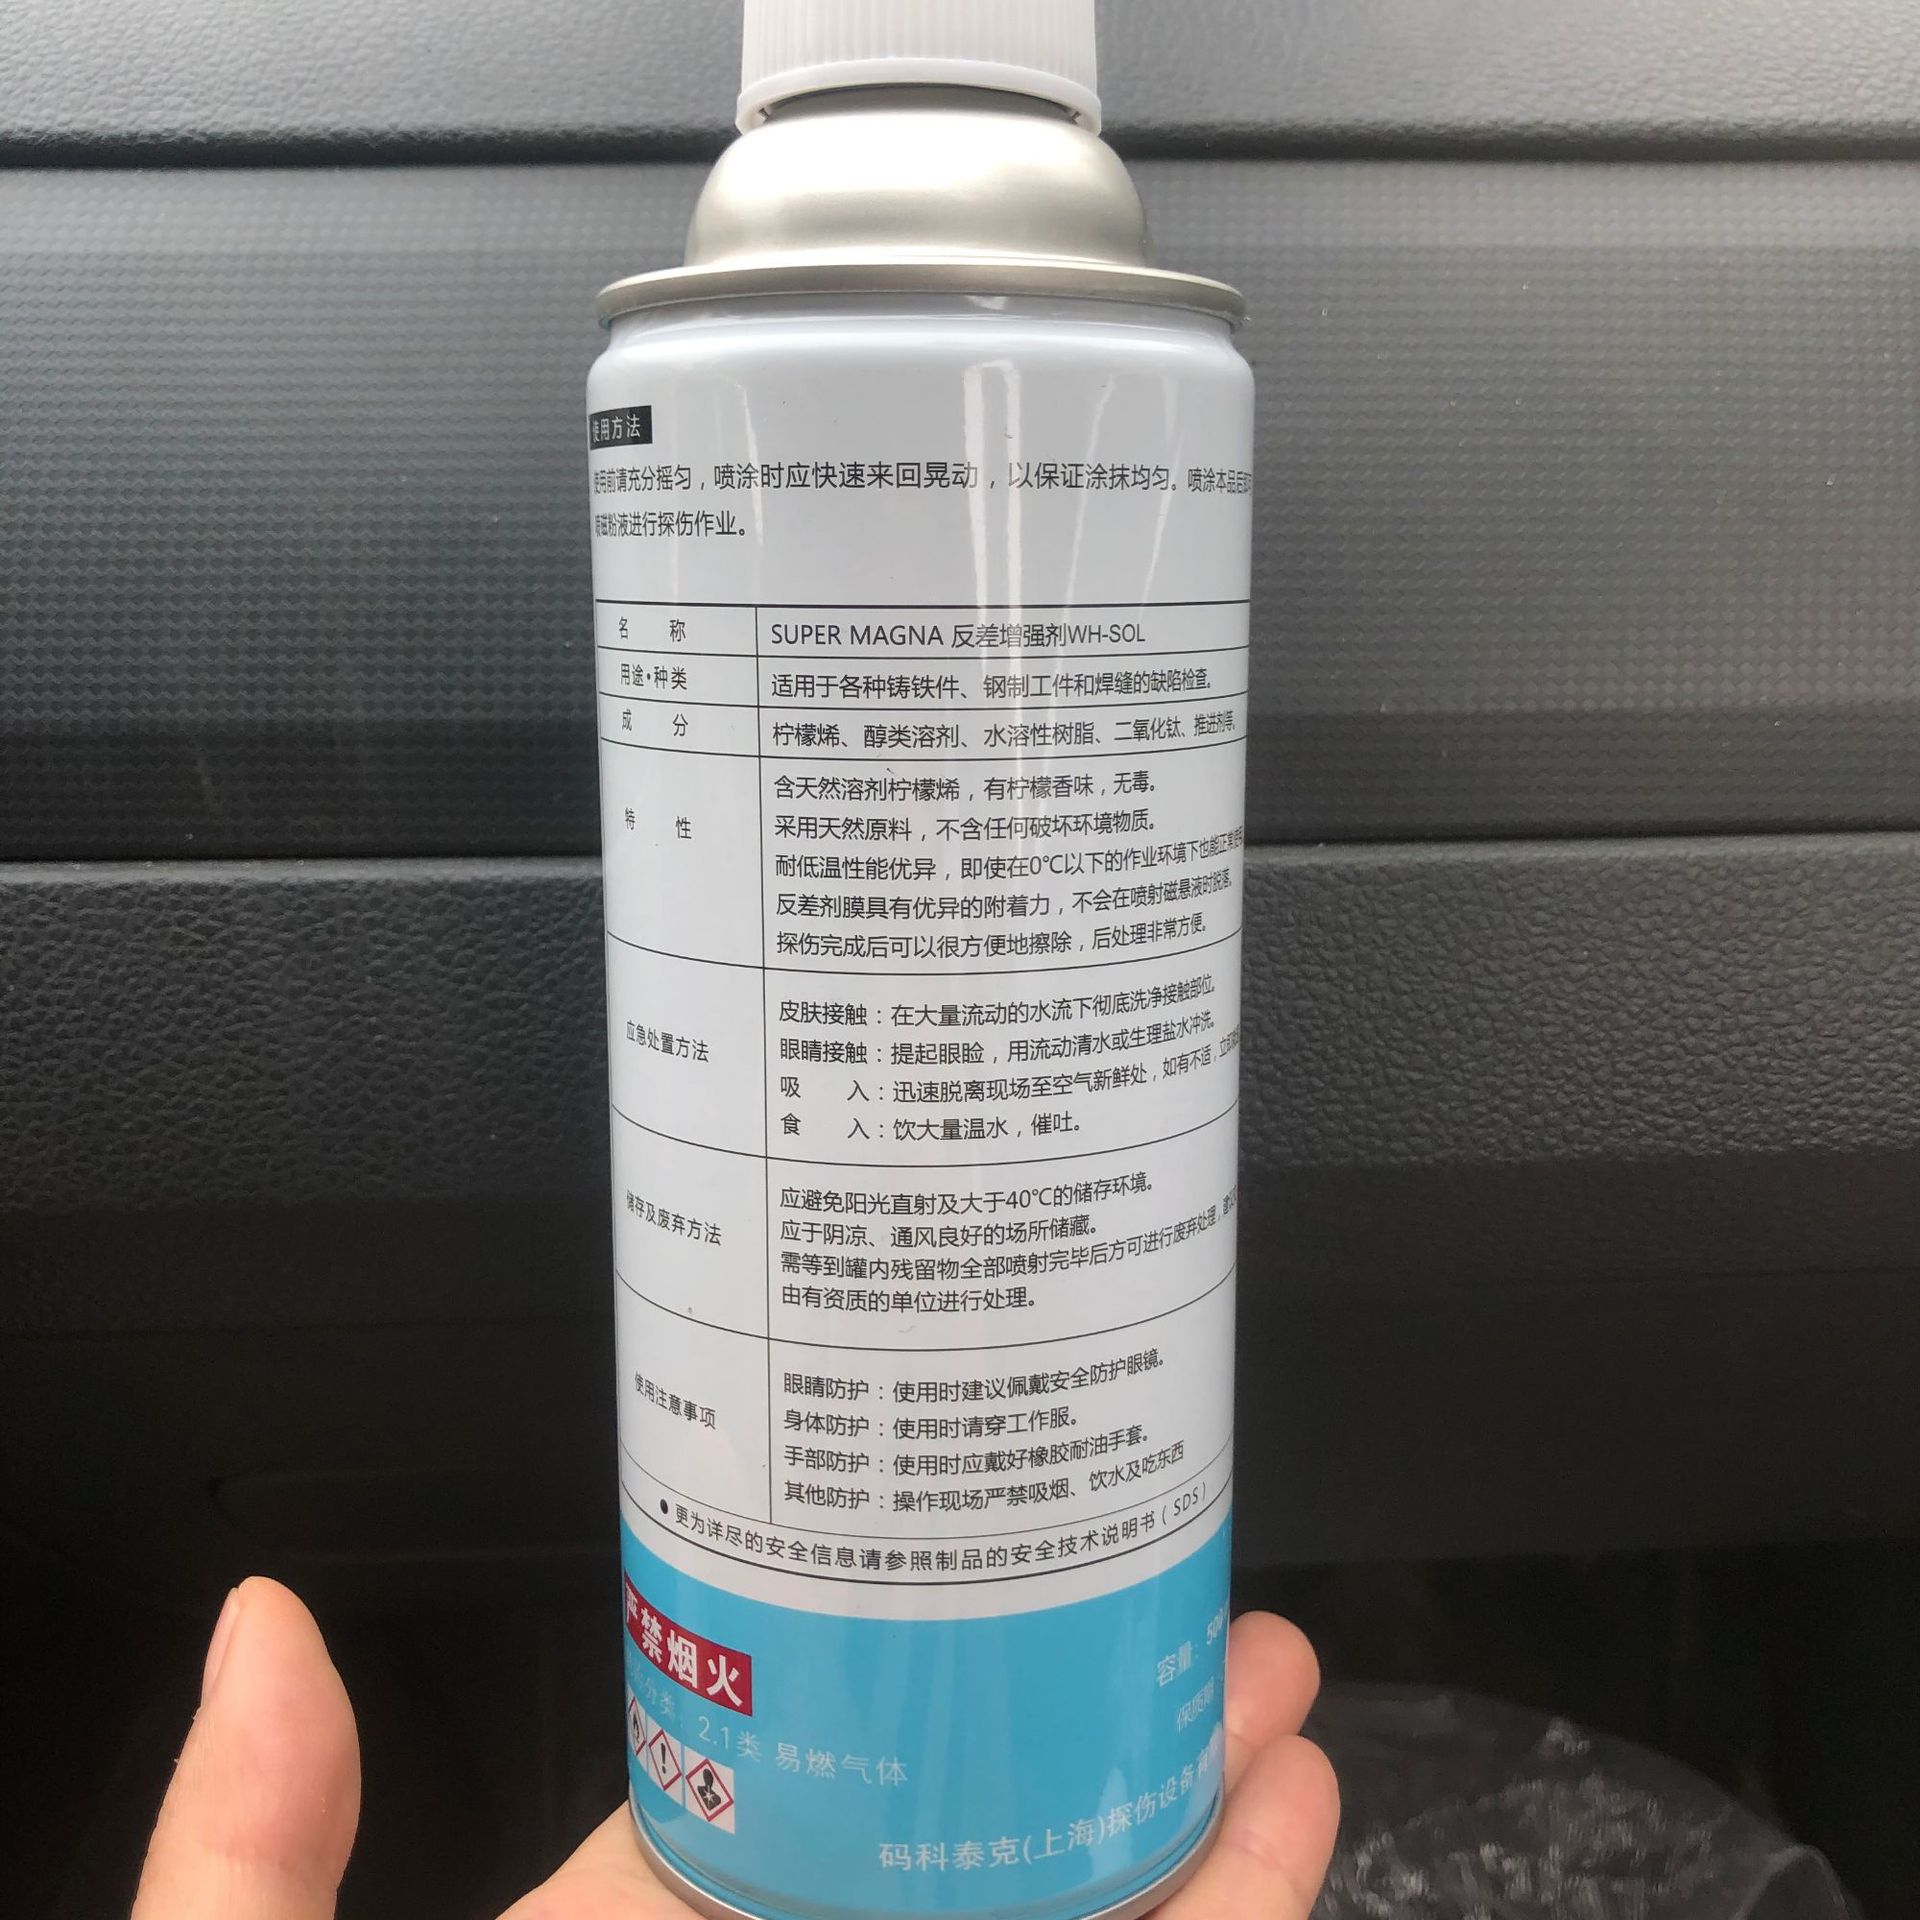 使用方法
使用前请充分摇匀，喷涂时应快速来回晃动，以保证涂抹均匀。喷涂本品后
喷磁粉液进行探伤作业。
名 称 SUPER MAGNA 反差增强剂WH-SOL
用途·种类 适用于各种铸铁件、钢制工件和焊缝的缺陷检查。
成 分 柠檬烯、醇类溶剂、水溶性树脂、二氧化钛、推进剂等。
特 性 含天然溶剂柠檬烯，有柠檬香味，无毒。
采用天然原料，不含任何破坏环境物质。
耐低温性能优异，即使在0℃以下的作业环境下也能正常使用
反差剂膜具有优异的附着力，不会在喷射磁悬液时脱落。
探伤完成后可以很方便地擦除，后处理非常方便。
应急处置方法 皮肤接触：在大量流动的水流下彻底洗净接触部位。
眼睛接触：提起眼睑，用流动清水或生理盐水冲洗。
吸 入：迅速脱离现场至空气新鲜处，如有不适，立即
食 入：饮大量温水，催吐。
储存及废弃方法 应避免阳光直射及大于40℃的储存环境。
应于阴凉、通风良好的场所储藏。
需等到罐内残留物全部喷射完毕后方可进行废弃处理，建议
由有资质的单位进行处理。
使用注意事项 眼睛防护：使用时建议佩戴安全防护眼镜。
身体防护：使用时请穿工作服。
手部防护：使用时应戴好橡胶耐油手套。
其他防护：操作现场严禁吸烟、饮水及吃东西
●更为详尽的安全信息请参照制品的安全技术说明书（SDS）
严禁烟火
分类：2.1类 易燃气体
容量：
保质期
码科泰克(上海)探伤设备有